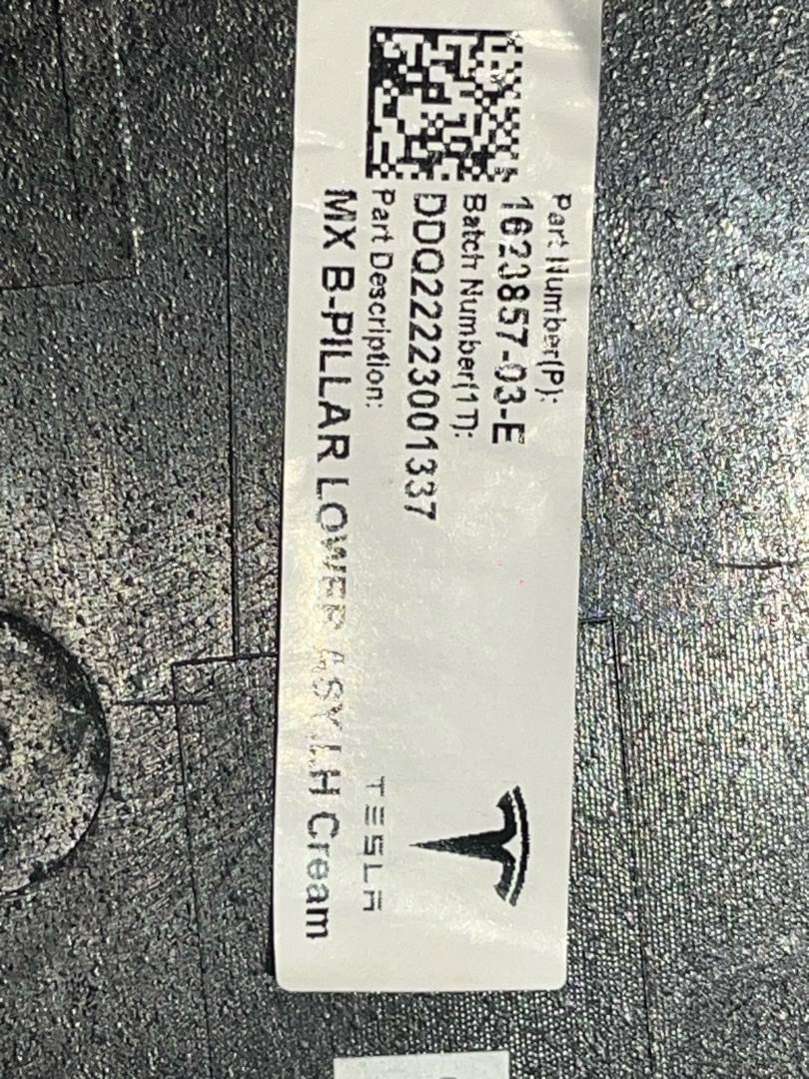 Part Number(P):
1623857-03-E
Batch Number(1T):
DDQ22223001337
Part Description:
MX B-PILLAR LOWER ASY LH Cream
TESLA